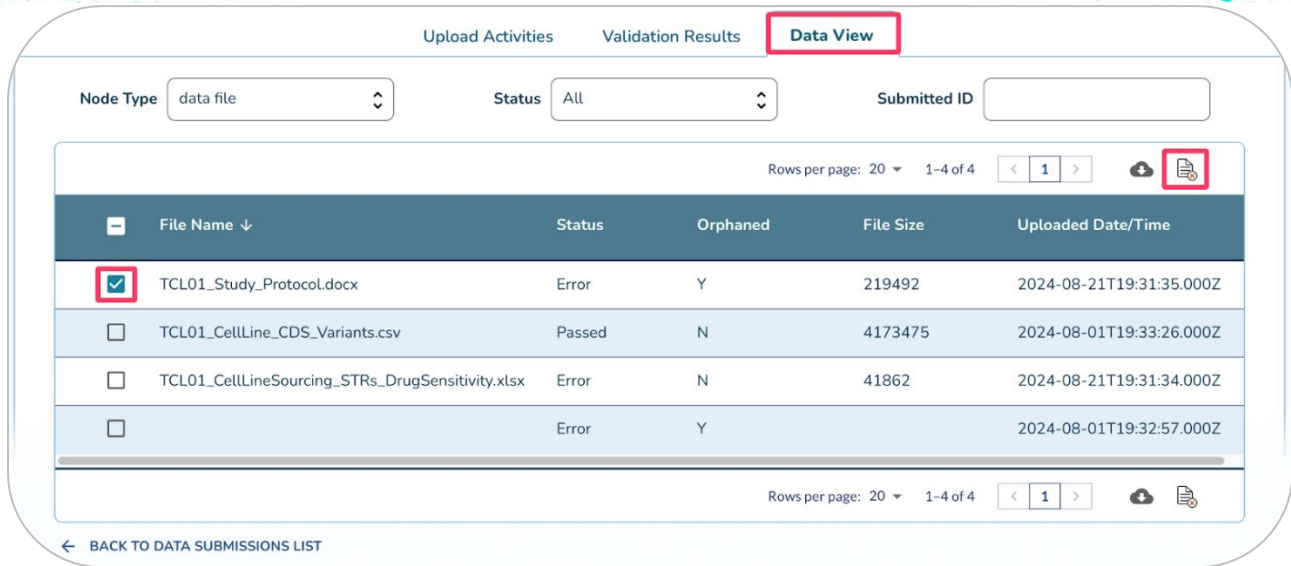 Upload Activities Validation Results Data View
Node Type data file Status All Submitted ID
Rows per page: 20 1–4 of 4 < 1 >
File Name ↓ Status Orphaned File Size Uploaded Date/Time
TCL01_Study_Protocol.docx Error Y 219492 2024-08-21T19:31:35.000Z
TCL01_CellLine_CDS_Variants.csv Passed N 4173475 2024-08-01T19:33:26.000Z
TCL01_CellLineSourcing_STRs_DrugSensitivity.xlsx Error N 41862 2024-08-21T19:31:34.000Z
Error Y 2024-08-01T19:32:57.000Z
Rows per page: 20 1–4 of 4 < 1 >
← BACK TO DATA SUBMISSIONS LIST